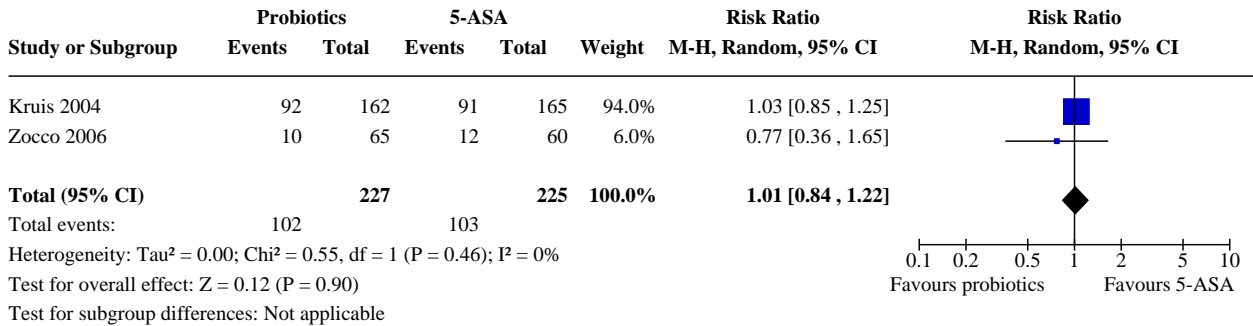 Probiotics 5-ASA Risk Ratio Risk Ratio
Study or Subgroup Events Total Events Total Weight M-H, Random, 95% CI M-H, Random, 95% CI
Kruis 2004 92 162 91 165 94.0% 1.03 [0.85 , 1.25]
Zocco 2006 10 65 12 60 6.0% 0.77 [0.36 , 1.65]
Total (95% CI) 227 225 100.0% 1.01 [0.84 , 1.22]
Total events: 102 103
Heterogeneity: Tau² = 0.00; Chi² = 0.55, df = 1 (P = 0.46); I² = 0%
Test for overall effect: Z = 0.12 (P = 0.90)
Test for subgroup differences: Not applicable
0.1 0.2 0.5 1 2 5 10
Favours probiotics Favours 5-ASA